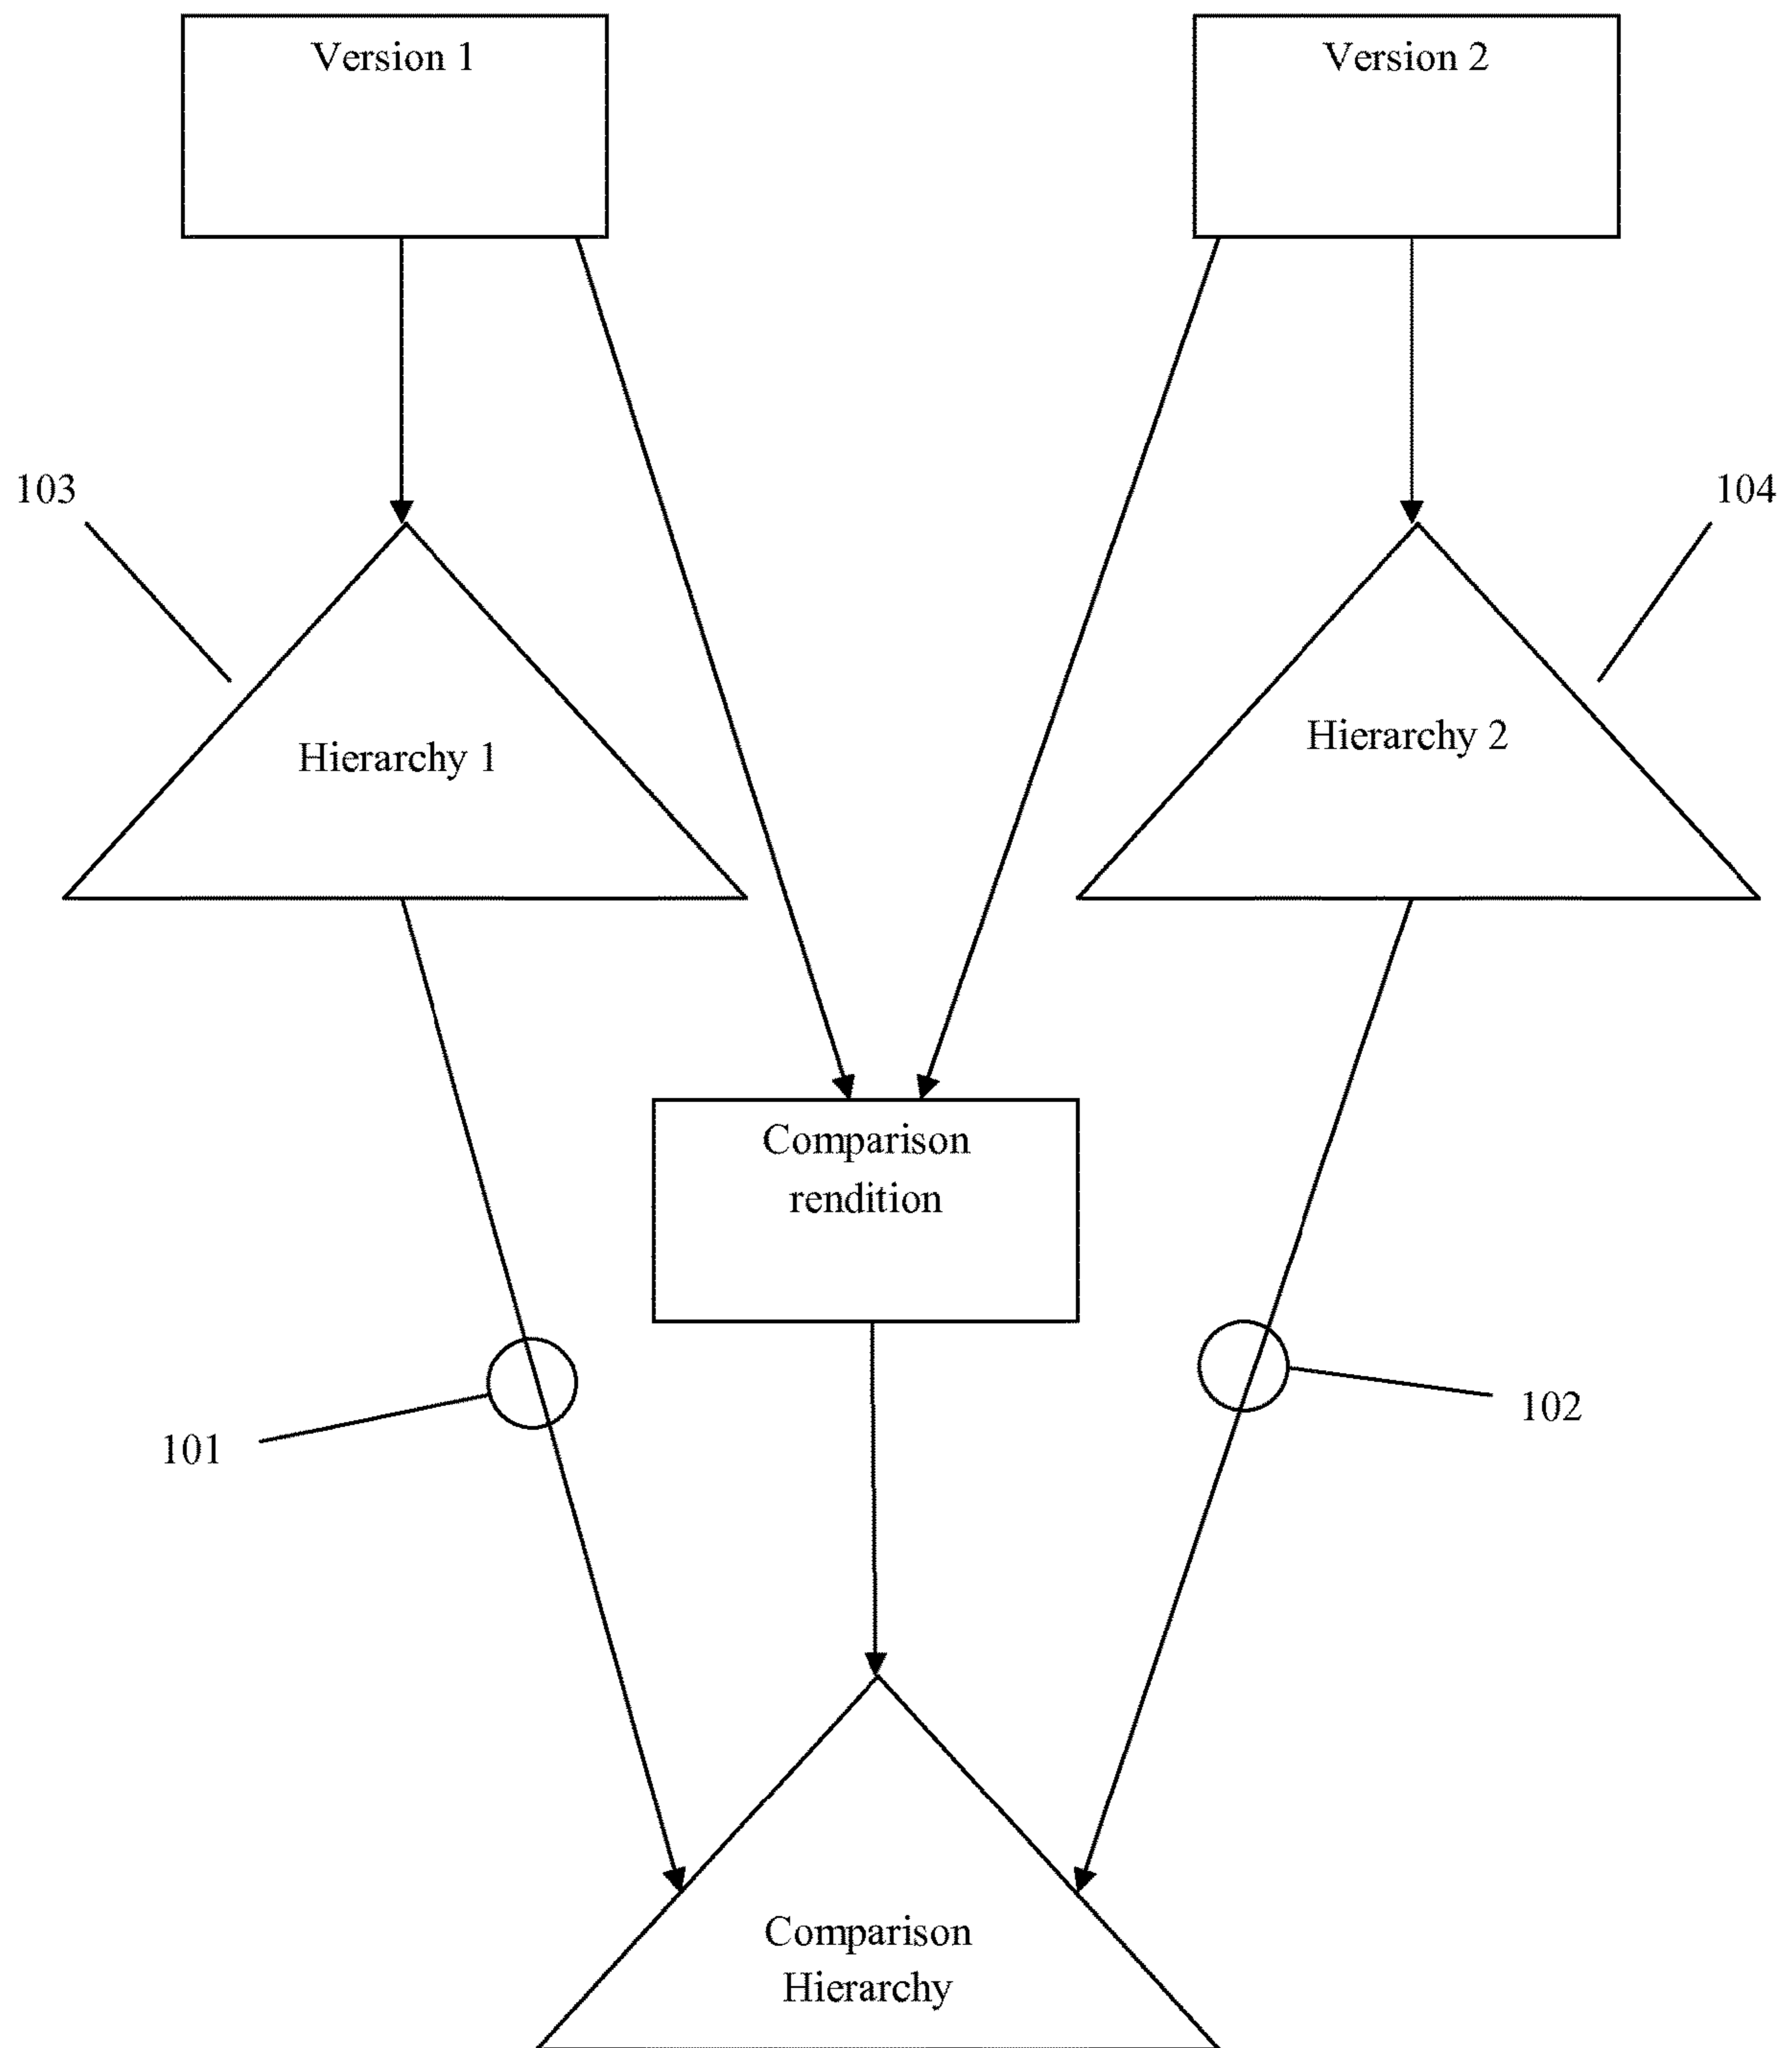 Version 1
Version 2
103
104
Hierarchy 1
Hierarchy 2
Comparison
rendition
101
102
Comparison
Hierarchy